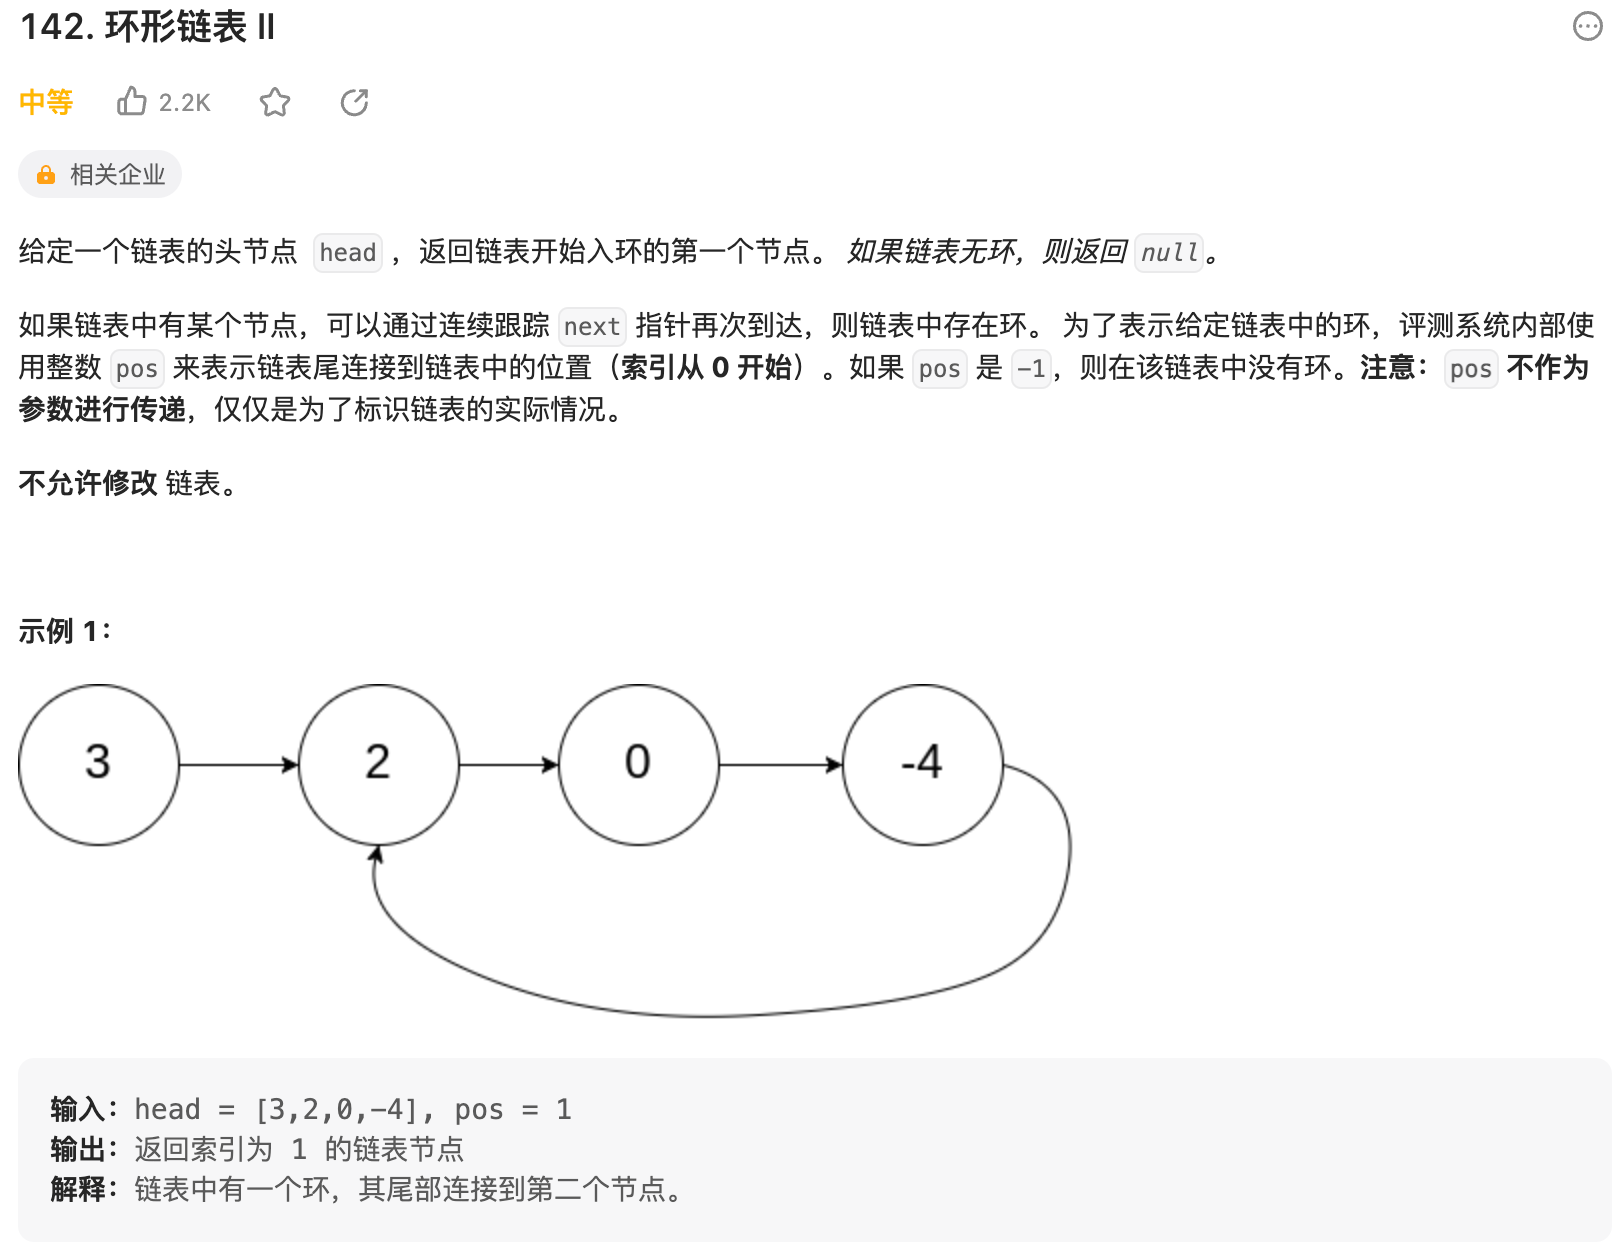 142. 环形链表 II
中等 2.2K
相关企业
给定一个链表的头节点 head ，返回链表开始入环的第一个节点。 如果链表无环，则返回 null。
如果链表中有某个节点，可以通过连续跟踪 next 指针再次到达，则链表中存在环。 为了表示给定链表中的环，评测系统内部使
用整数 pos 来表示链表尾连接到链表中的位置（索引从 0 开始）。如果 pos 是 -1，则在该链表中没有环。注意：pos 不作为
参数进行传递，仅仅是为了标识链表的实际情况。
不允许修改 链表。
示例 1：
3 2 0 -4
输入：head = [3,2,0,-4], pos = 1
输出：返回索引为 1 的链表节点
解释：链表中有一个环，其尾部连接到第二个节点。